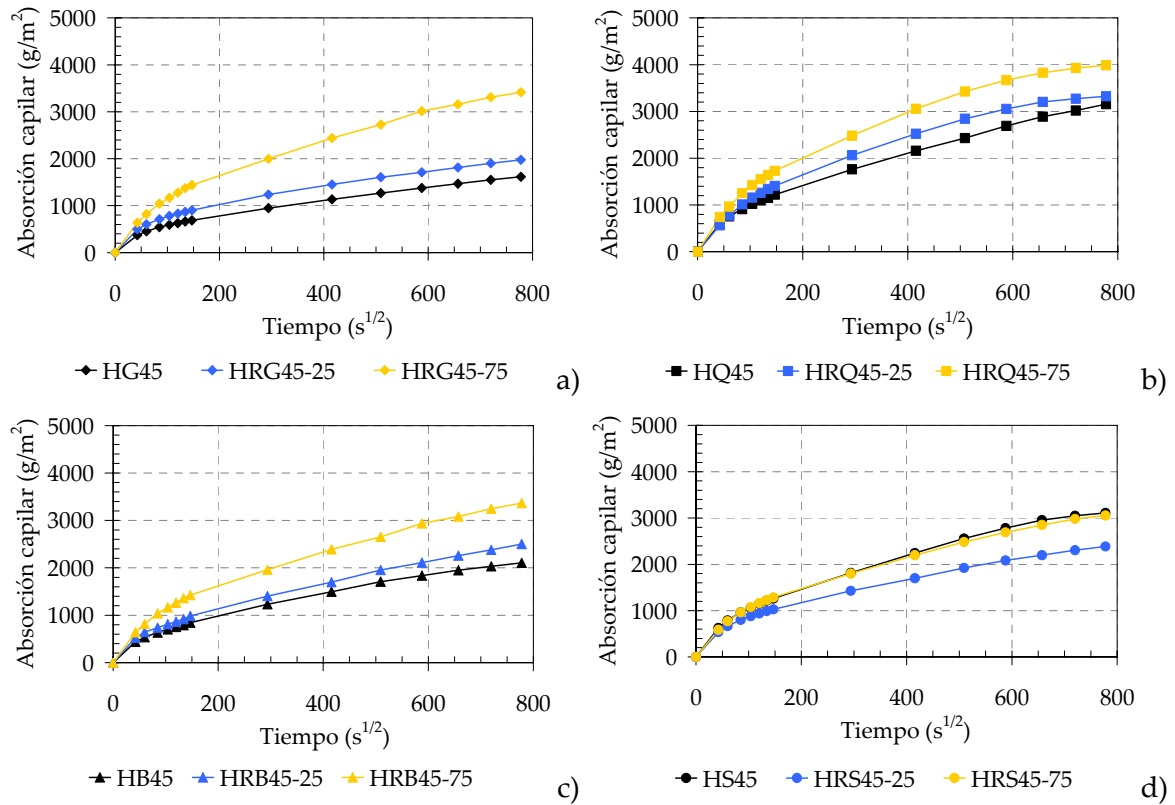 Absorción capilar (g/m²)
5000
4000
3000
2000
1000
0
0 200 400 600 800
Tiempo (s^1/2)
HG45 HRG45-25 HRG45-75
a)
Absorción capilar (g/m²)
5000
4000
3000
2000
1000
0
0 200 400 600 800
Tiempo (s^1/2)
HQ45 HRQ45-25 HRQ45-75
b)
Absorción capilar (g/m²)
5000
4000
3000
2000
1000
0
0 200 400 600 800
Tiempo (s^1/2)
HB45 HRB45-25 HRB45-75
c)
Absorción capilar (g/m²)
5000
4000
3000
2000
1000
0
0 200 400 600 800
Tiempo (s^1/2)
HS45 HRS45-25 HRS45-75
d)